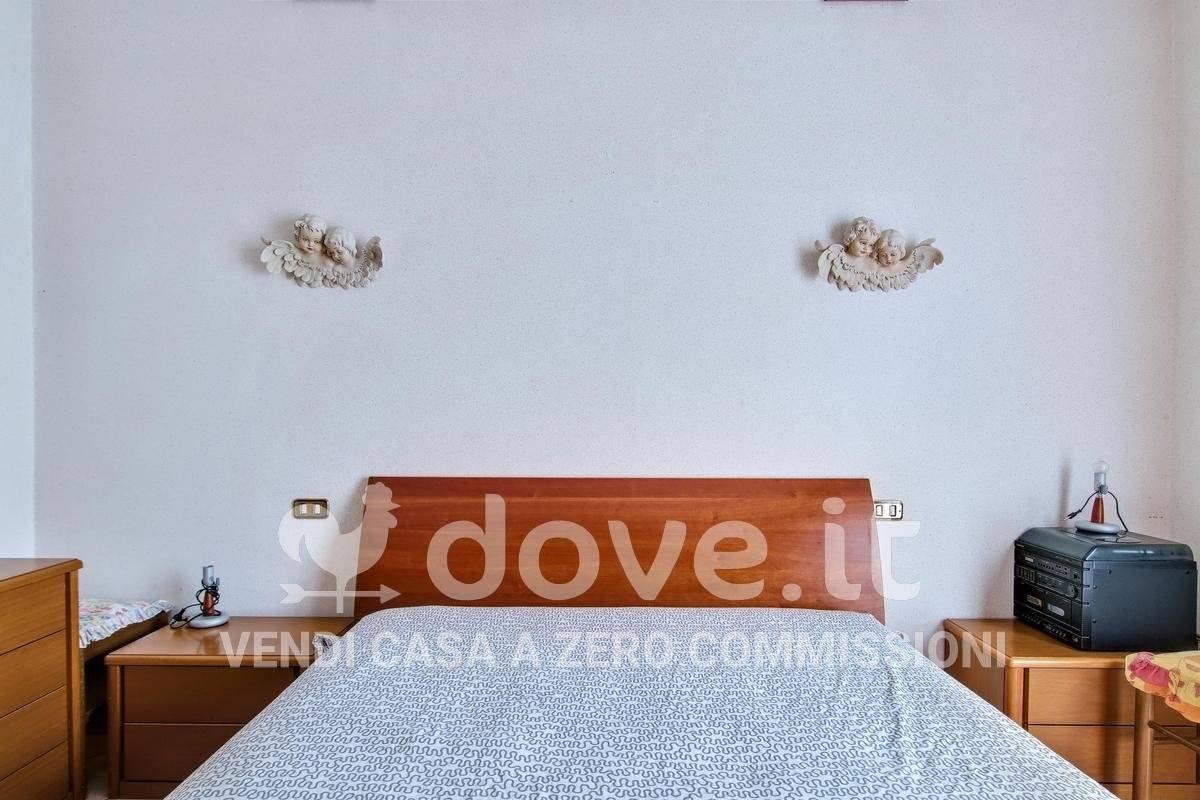 dove.it
VENDI CASA A ZERO COMMISSIONI